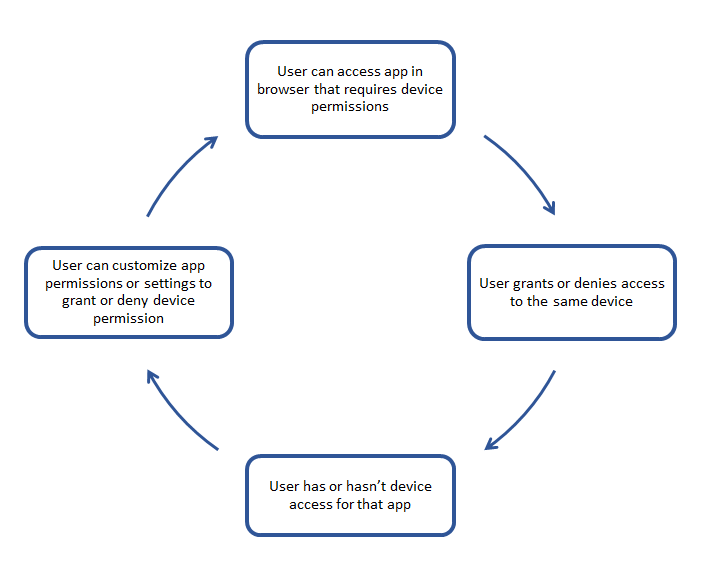 User can access app in
browser that requires device
permissions
User grants or denies access
to the same device
User has or hasn't device
access for that app
User can customize app
permissions or settings to
grant or deny device
permission